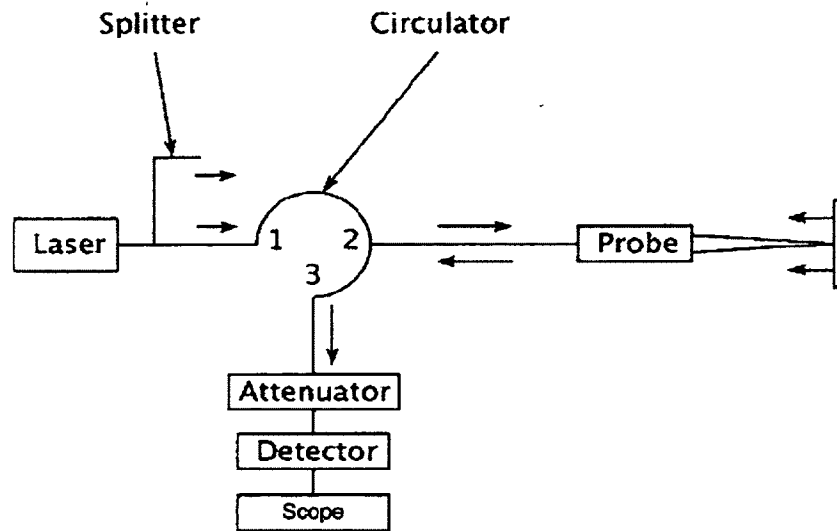 Splitter
Circulator
Laser
1
2
3
Probe
Attenuator
Detector
Scope